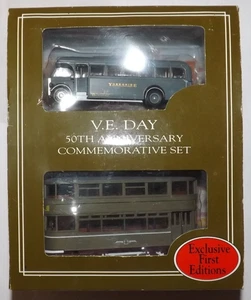 V.E. DAY
50TH ANNIVERSARY
COMMEMORATIVE SET
Exclusive
First
Editions